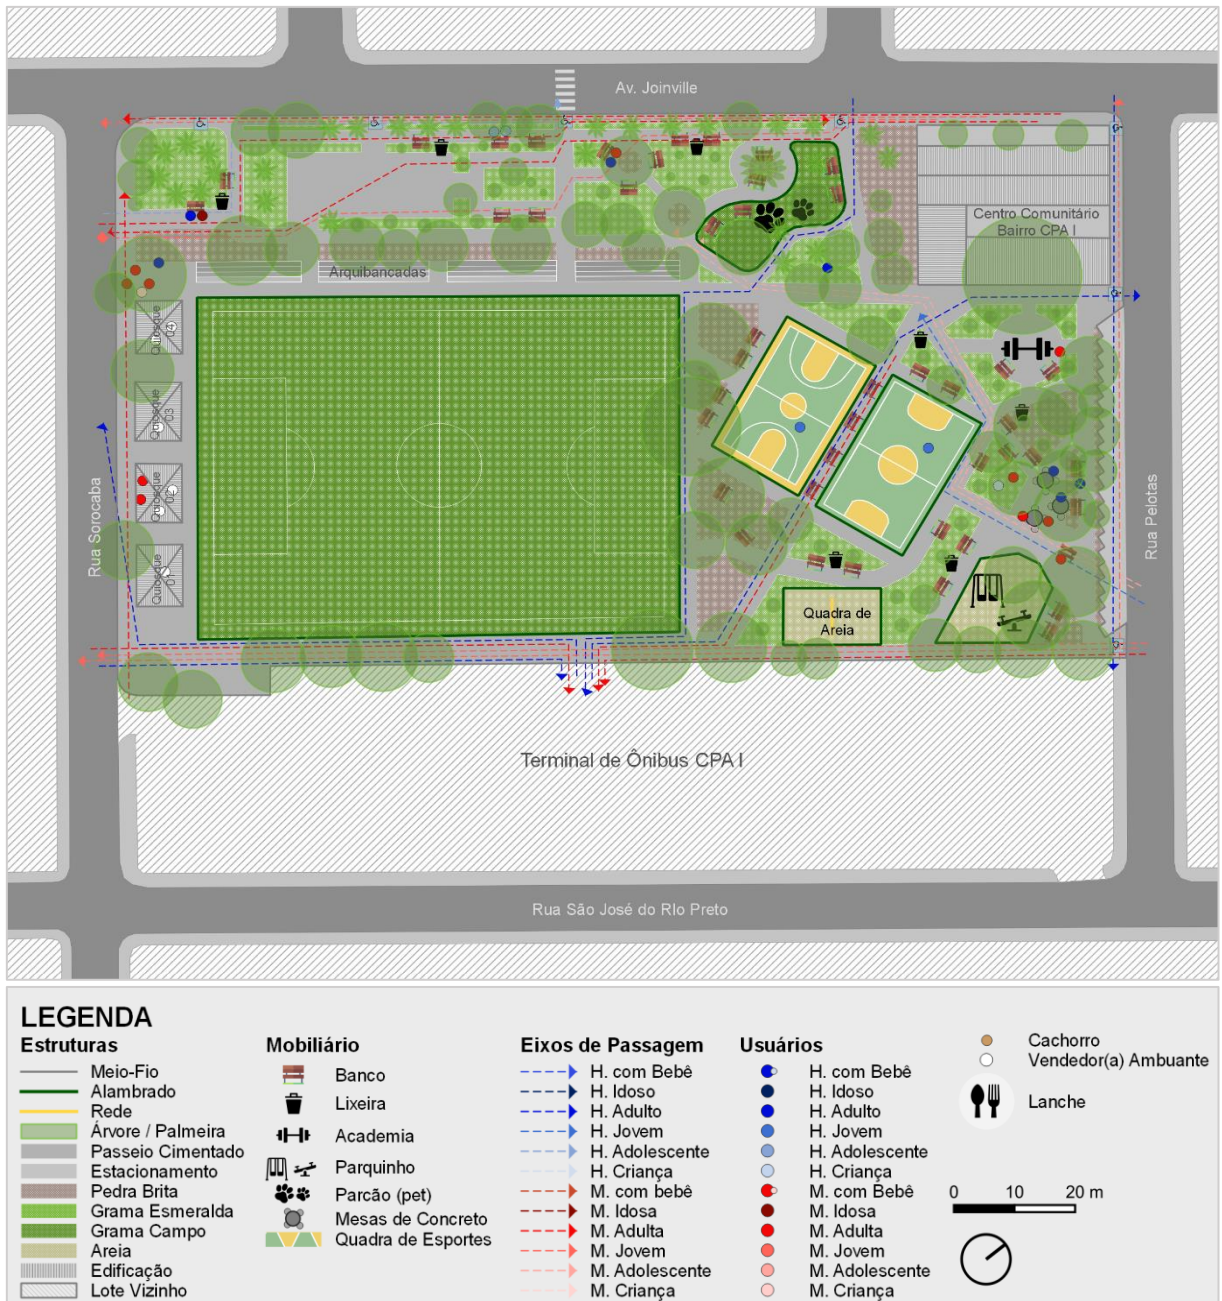 Av. Joinville
Centro Comunitário
Bairro CPA I
Arquibancadas
Quiosque
04
Quiosque
03
Quiosque
02
Quiosque
01
Rua Sorocaba
Rua Pelotas
Quadra de
Areia
Terminal de Ônibus CPA I
Rua São José do RIo Preto
LEGENDA
Estruturas
Meio-Fio
Alambrado
Rede
Árvore / Palmeira
Passeio Cimentado
Estacionamento
Pedra Brita
Grama Esmeralda
Grama Campo
Areia
Edificação
Lote Vizinho
Mobiliário
Banco
Lixeira
Academia
Parquinho
Parcão (pet)
Mesas de Concreto
Quadra de Esportes
Eixos de Passagem
H. com Bebê
H. Idoso
H. Adulto
H. Jovem
H. Adolescente
H. Criança
M. com bebê
M. Idosa
M. Adulta
M. Jovem
M. Adolescente
M. Criança
Usuários
H. com Bebê
H. Idoso
H. Adulto
H. Jovem
H. Adolescente
H. Criança
M. com Bebê
M. Idosa
M. Adulta
M. Jovem
M. Adolescente
M. Criança
Cachorro
Vendedor(a) Ambuante
Lanche
0 10 20 m